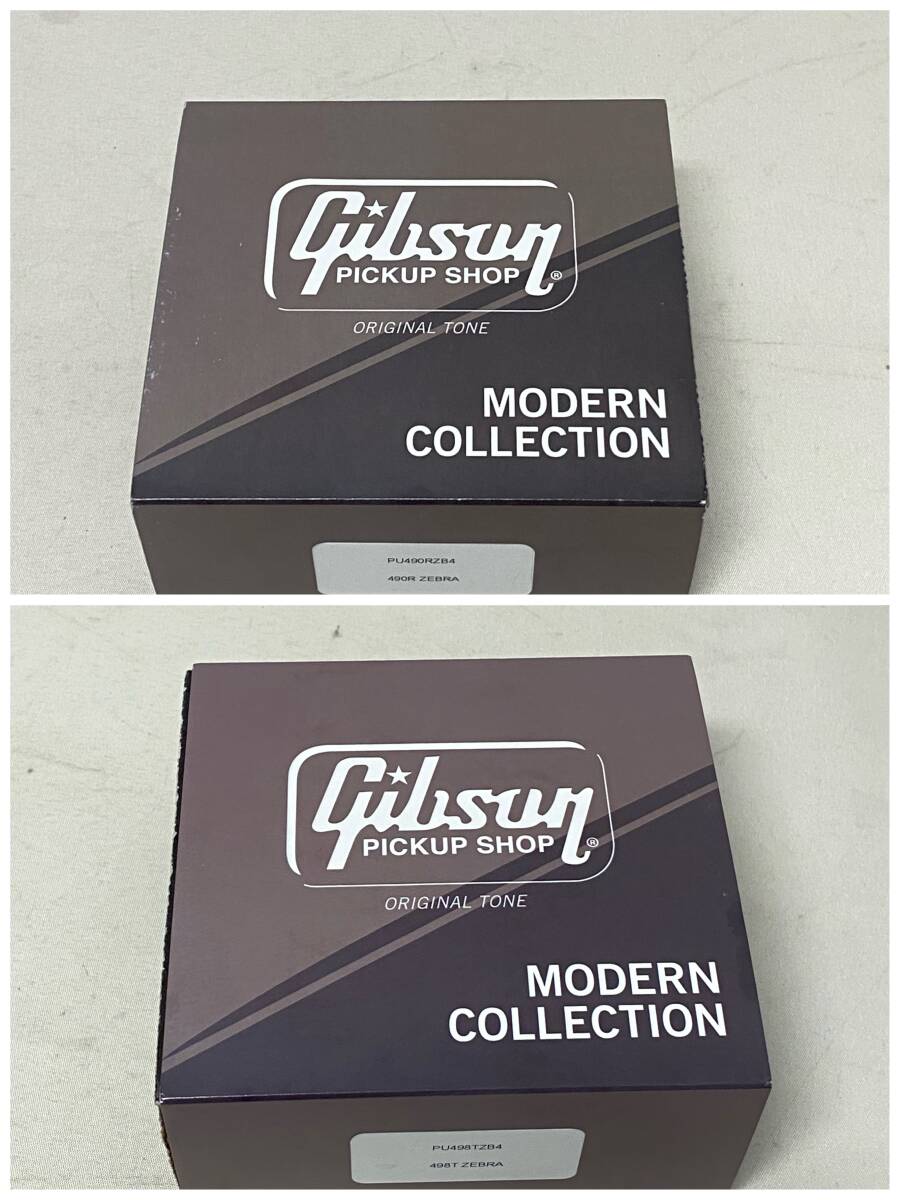 Gibson
PICKUP SHOP ®
ORIGINAL TONE
MODERN
COLLECTION
PU490RZB4
490R ZEBRA
Gibson
PICKUP SHOP ®
ORIGINAL TONE
MODERN
COLLECTION
PU498TZB4
498T ZEBRA